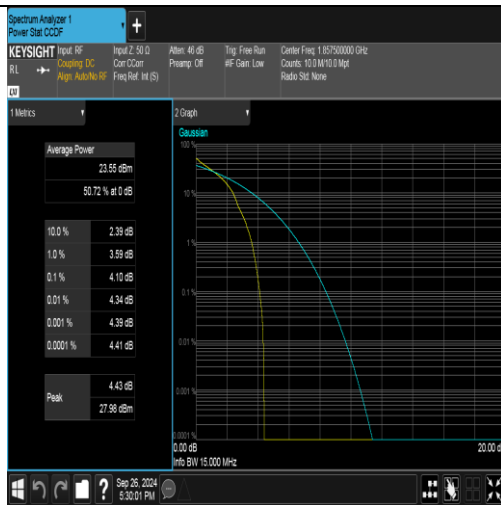 Spectrum Analyzer 1
Power Stat CCDF
KEYSIGHT
RL
Input: RF
Coupling: DC
Align: Auto/No RF
Input Z: 50 Ω
Corr CCorr
Freq Ref: Int (S)
Atten: 46 dB
Preamp: Off
Trig: Free Run
#IF Gain: Low
Center Freq: 1.857500000 GHz
Counts: 10.0 M/10.0 Mpt
Radio Std: None
1 Metrics
Average Power
23.55 dBm
50.72 % at 0 dB
10.0 % 2.39 dB
1.0 % 3.59 dB
0.1 % 4.10 dB
0.01 % 4.34 dB
0.001 % 4.39 dB
0.0001 % 4.41 dB
Peak
4.43 dB
27.98 dBm
2 Graph
Gaussian
100 %
10 %
1 %
0.1 %
0.01 %
0.001 %
0.0001 %
0.00 dB
20.00
Info BW 15.000 MHz
?
Sep 26, 2024
5:30:01 PM